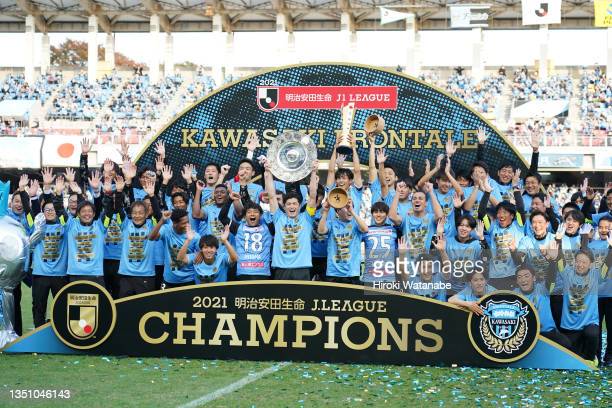 2021 明治安田生命 J1 LEAGUE
KAWASAKI FRONTALE
18
25
2021 明治安田生命 J.LEAGUE
CHAMPIONS
KAWASAKI
Credit: Hiroki Watanabe
1351046143